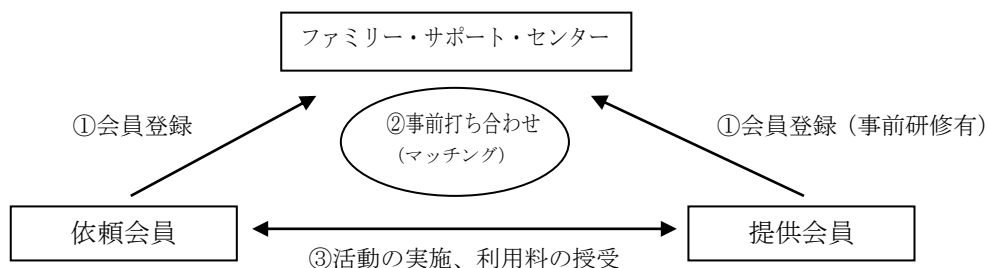 ファミリー・サポート・センター
①会員登録
②事前打ち合わせ
(マッチング)
①会員登録（事前研修有）
依頼会員
提供会員
③活動の実施、利用料の授受